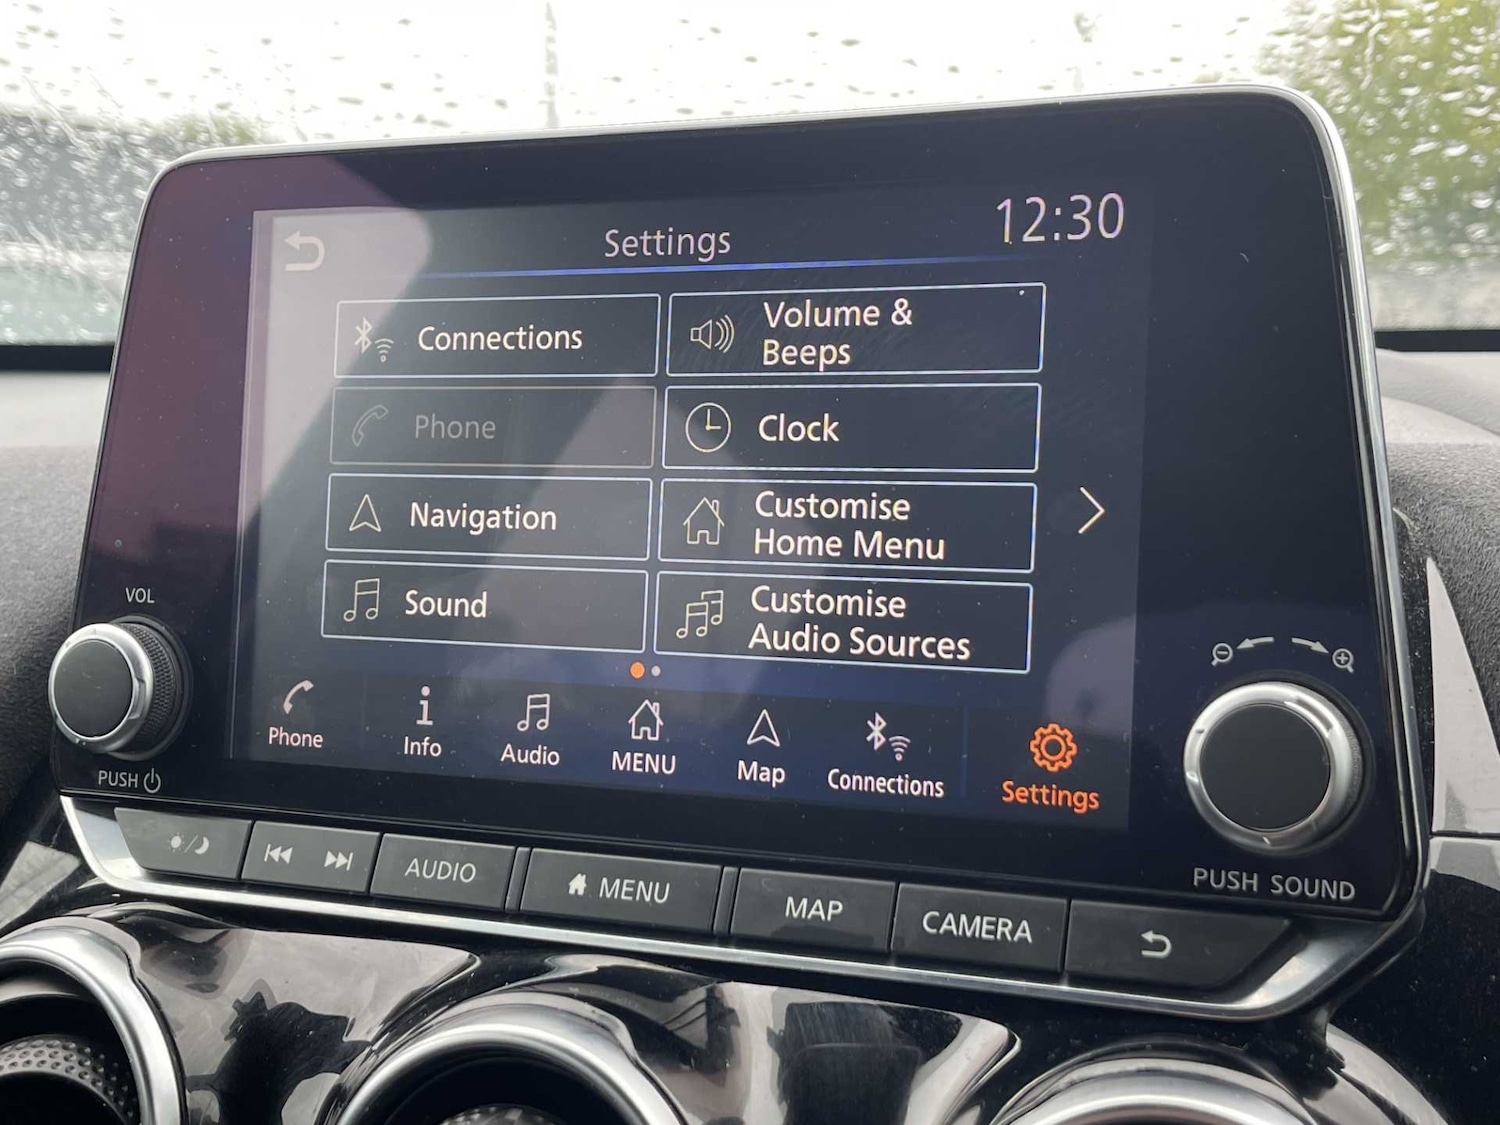 Settings
12:30
Connections
Volume &
Beeps
Phone
Clock
Navigation
Customise
Home Menu
Sound
Customise
Audio Sources
Phone
Info
Audio
MENU
Map
Connections
Settings
VOL
PUSH
PUSH SOUND
AUDIO
MENU
MAP
CAMERA